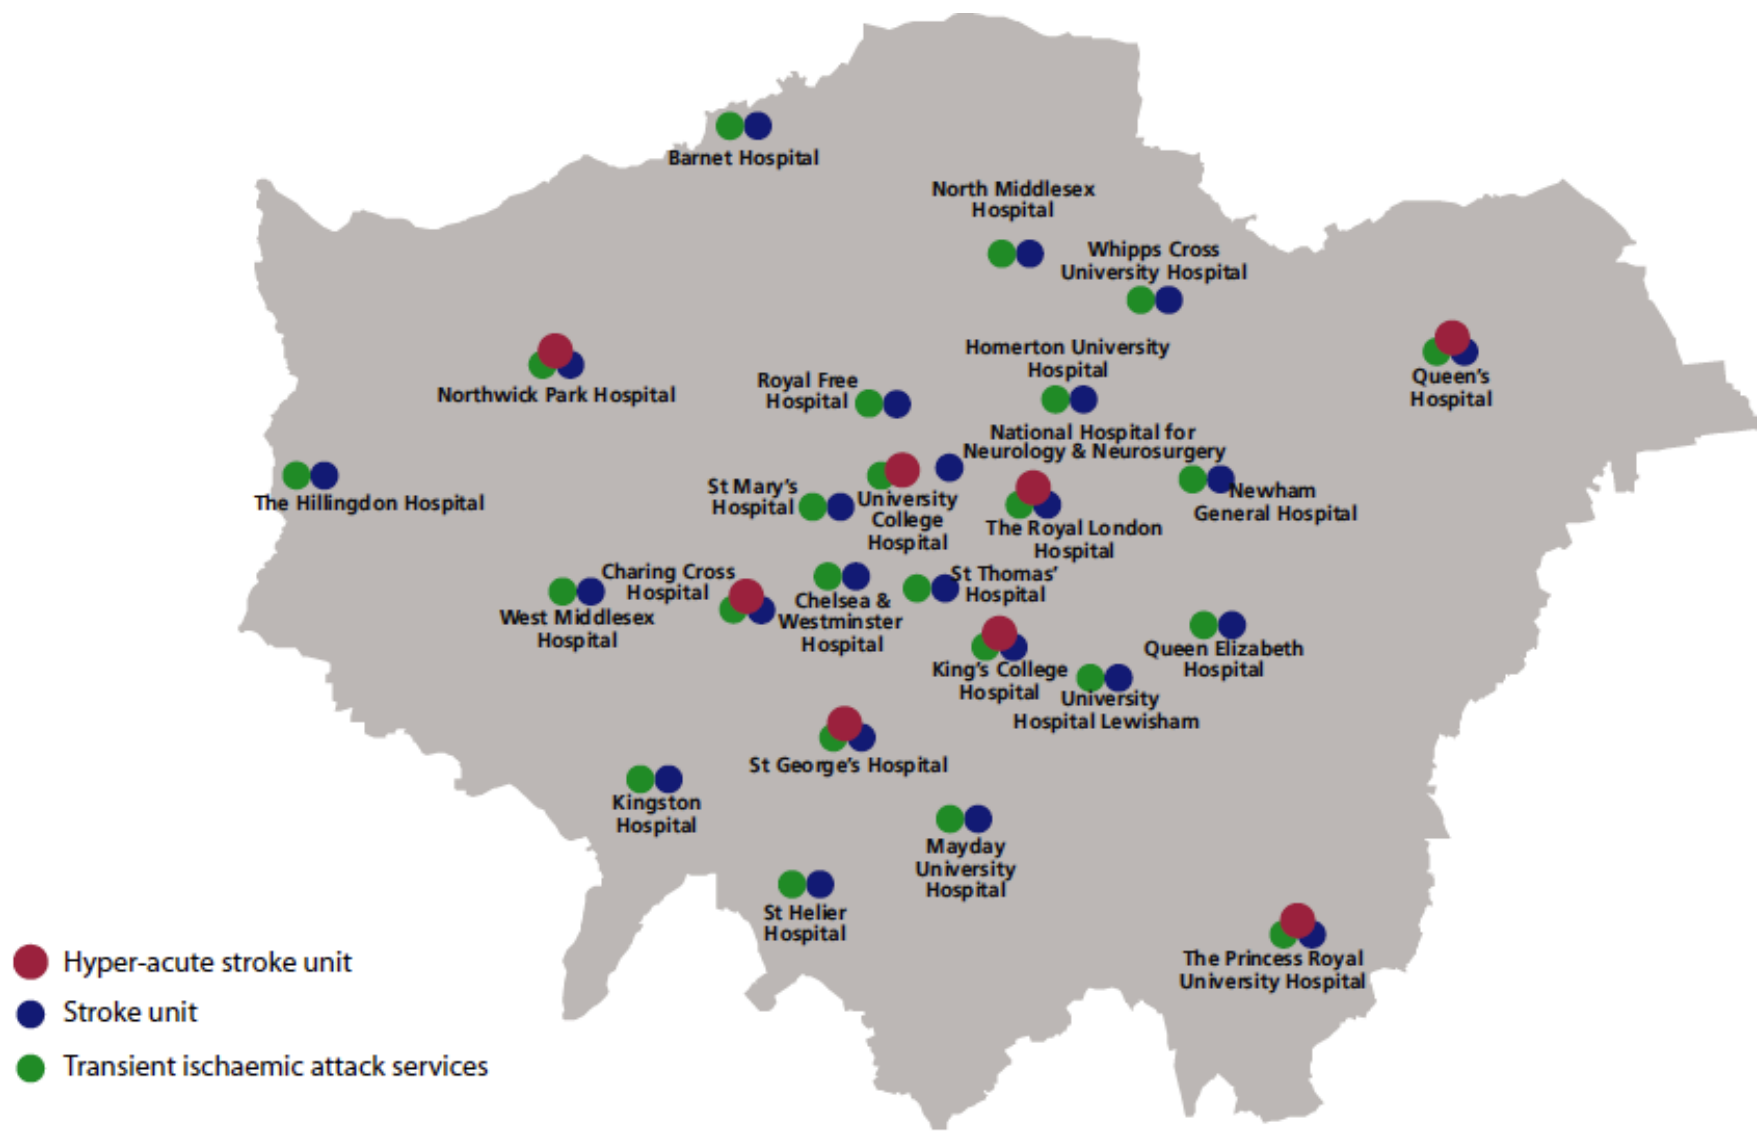 Barnet Hospital
North Middlesex
Hospital
Whipps Cross
University Hospital
Homerton University
Hospital
Northwick Park Hospital
Royal Free
Hospital
Queen's
Hospital
National Hospital for
Neurology & Neurosurgery
The Hillingdon Hospital
St Mary's
Hospital
University
College
Hospital
The Royal London
Hospital
Newham
General Hospital
Charing Cross
Hospital
West Middlesex
Hospital
Chelsea &
Westminster
Hospital
St Thomas'
Hospital
King's College
Hospital
Queen Elizabeth
Hospital
University
Hospital Lewisham
St George's Hospital
Kingston
Hospital
Mayday
University
Hospital
St Helier
Hospital
The Princess Royal
University Hospital
Hyper-acute stroke unit
Stroke unit
Transient ischaemic attack services